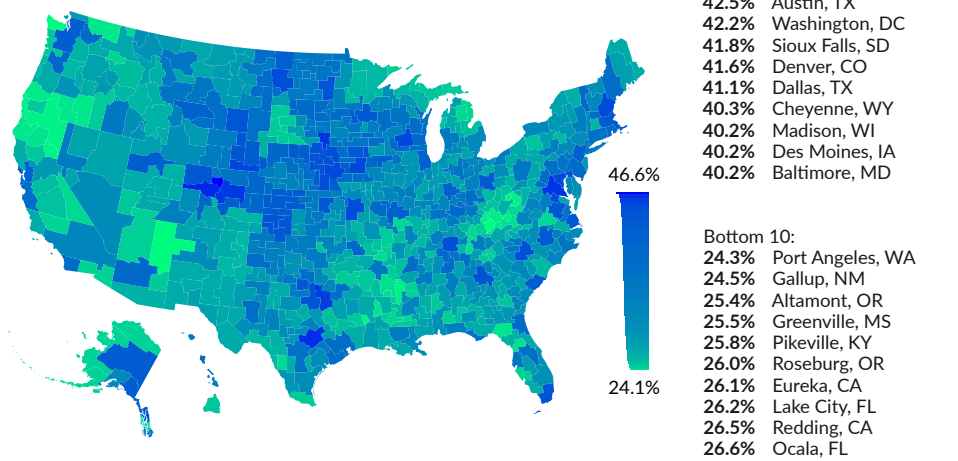 42.5% Austin, TX
42.2% Washington, DC
41.8% Sioux Falls, SD
41.6% Denver, CO
41.1% Dallas, TX
40.3% Cheyenne, WY
40.2% Madison, WI
40.2% Des Moines, IA
40.2% Baltimore, MD
46.6%
24.1%
Bottom 10:
24.3% Port Angeles, WA
24.5% Gallup, NM
25.4% Altamont, OR
25.5% Greenville, MS
25.8% Pikeville, KY
26.0% Roseburg, OR
26.1% Eureka, CA
26.2% Lake City, FL
26.5% Redding, CA
26.6% Ocala, FL